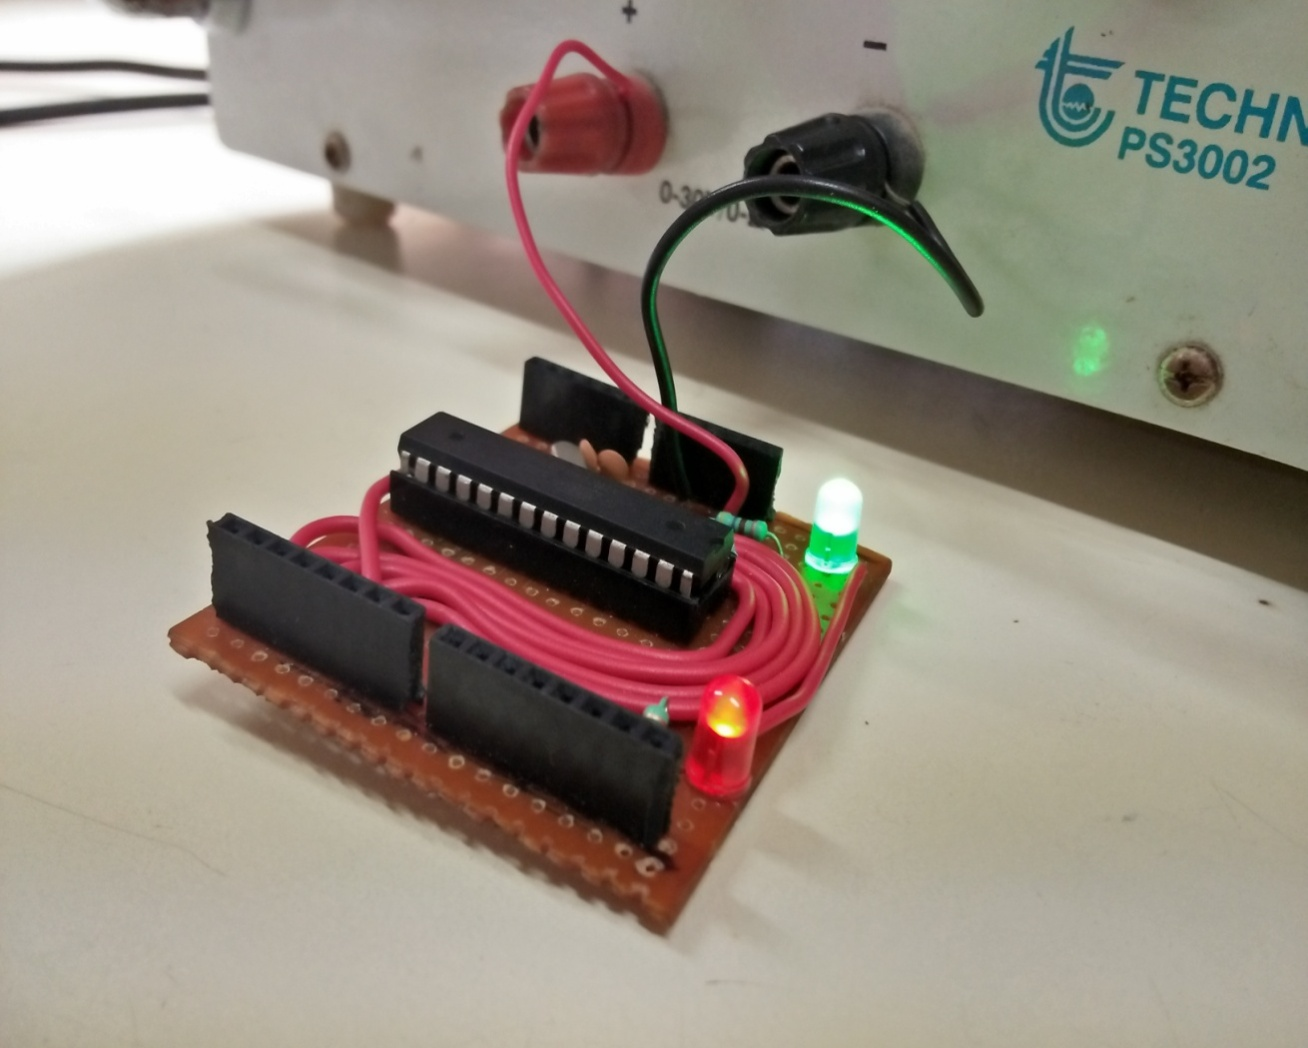 +
-
TECHN
PS3002